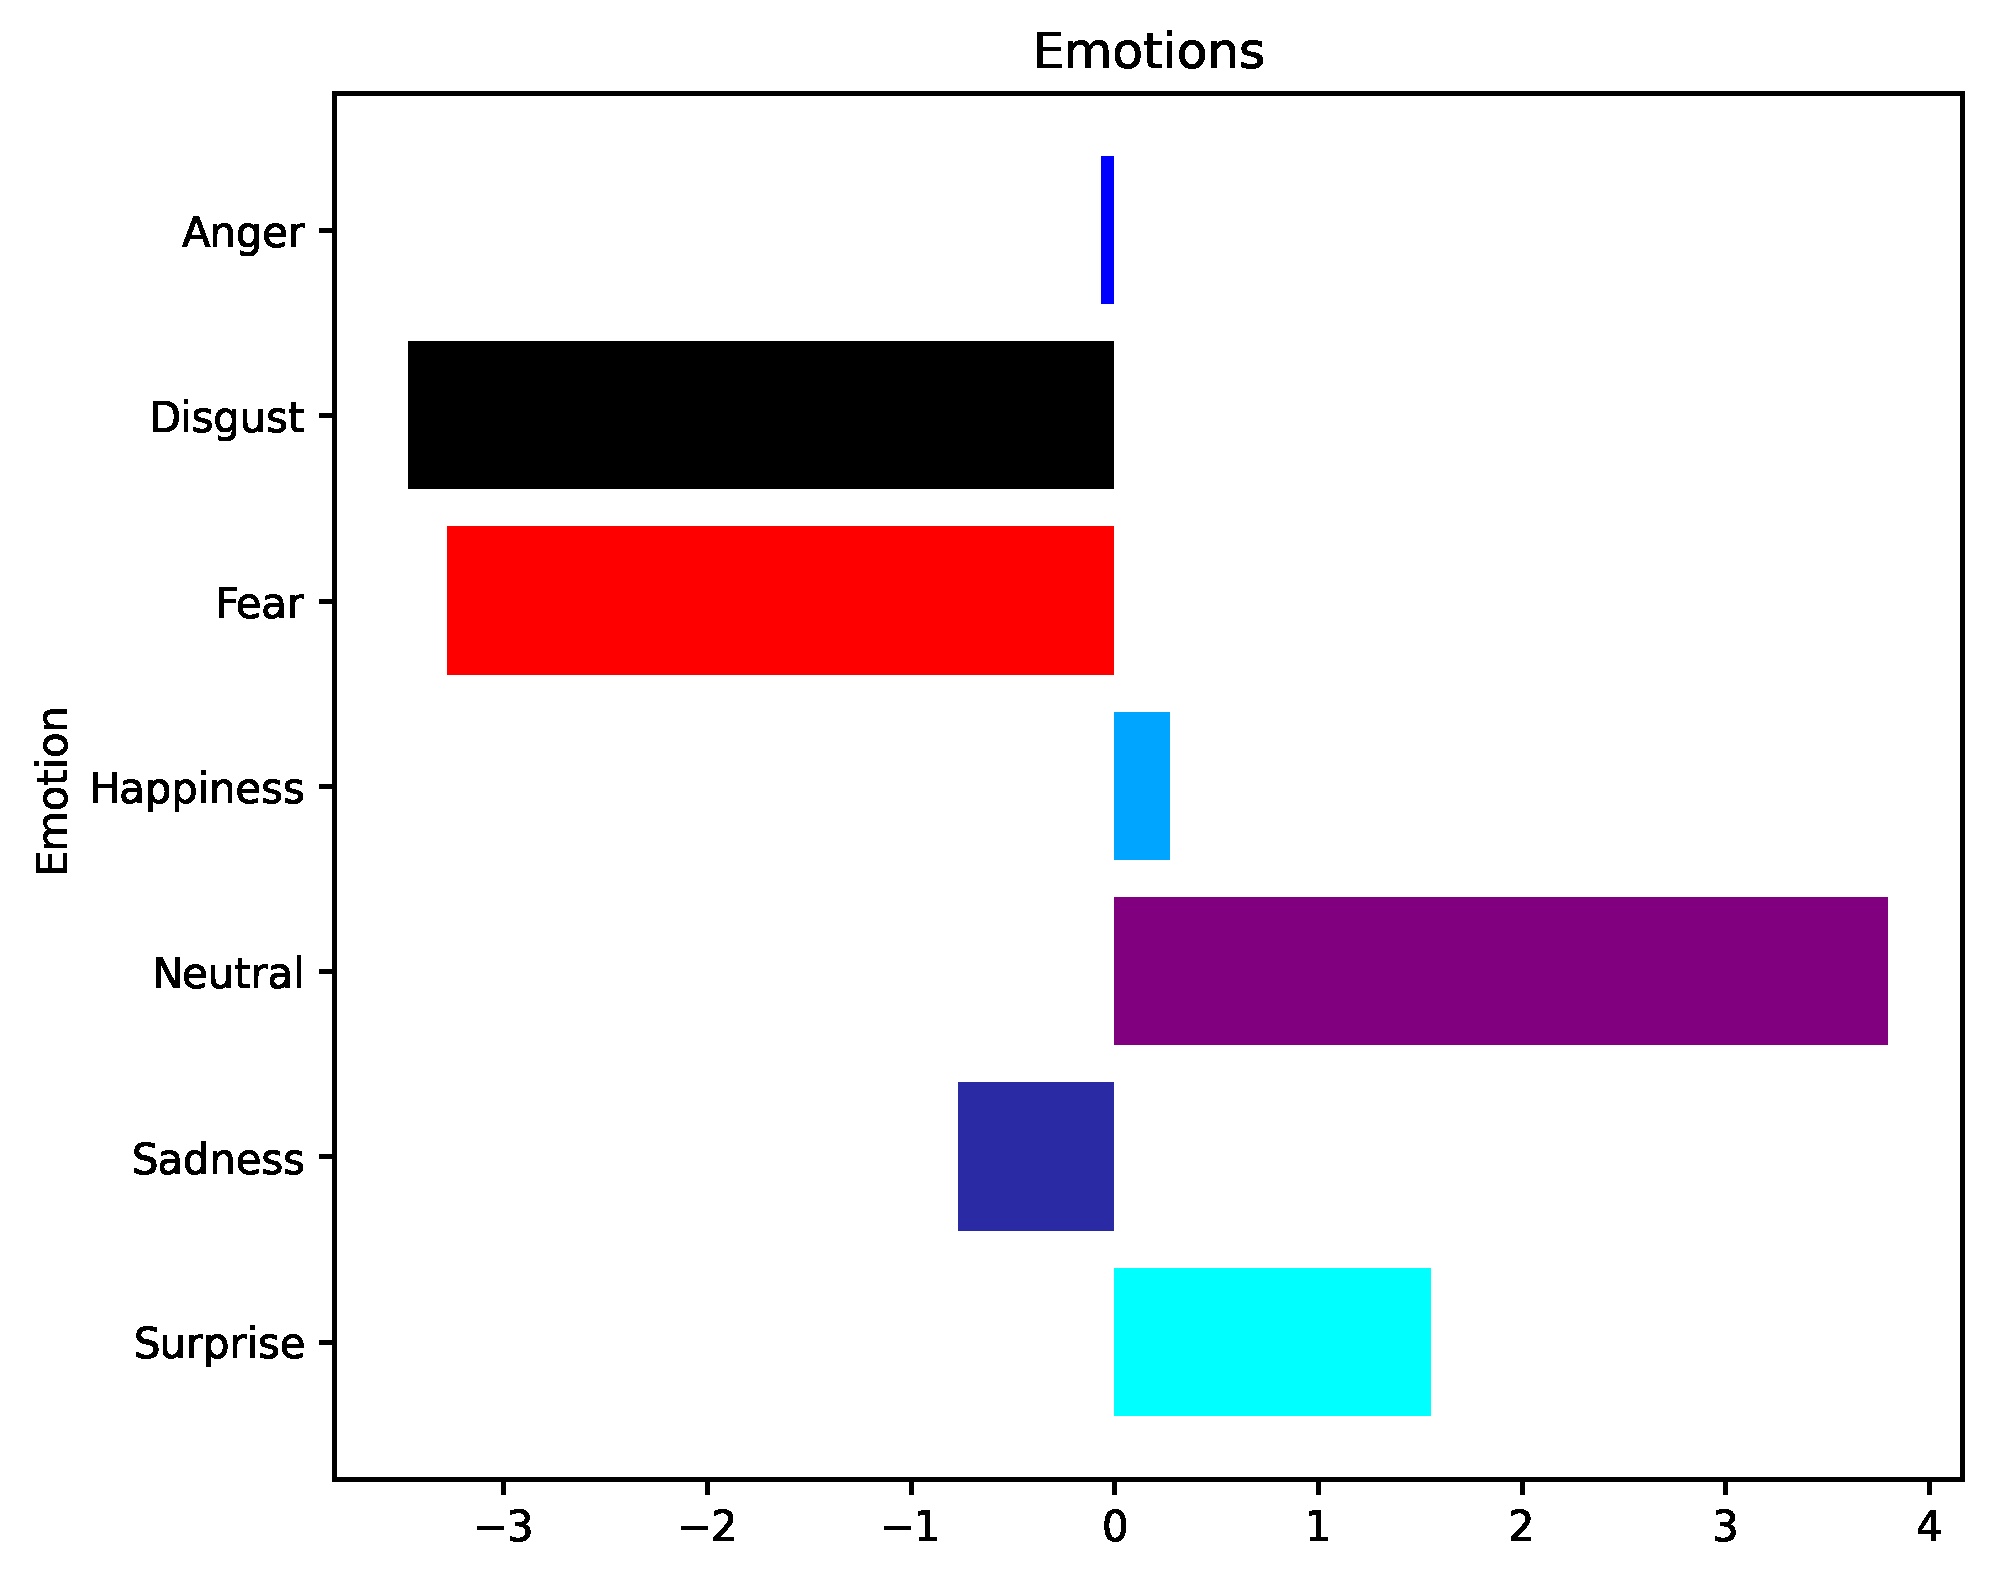 Emotions
Anger
Disgust
Fear
Happiness
Neutral
Sadness
Surprise
Emotion
−3 −2 −1 0 1 2 3 4